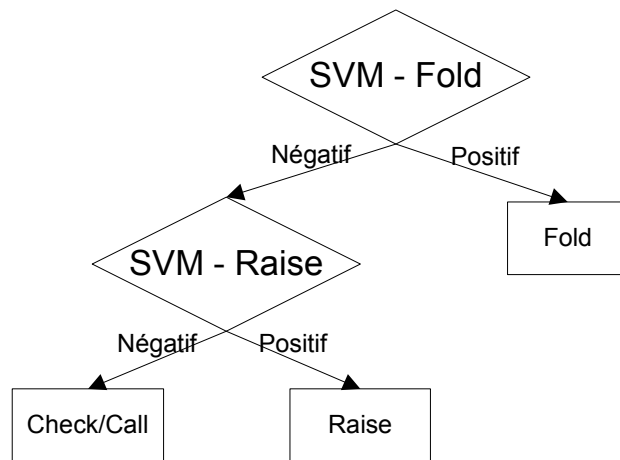 SVM - Fold
Négatif
Positif
Fold
SVM - Raise
Négatif
Positif
Check/Call
Raise